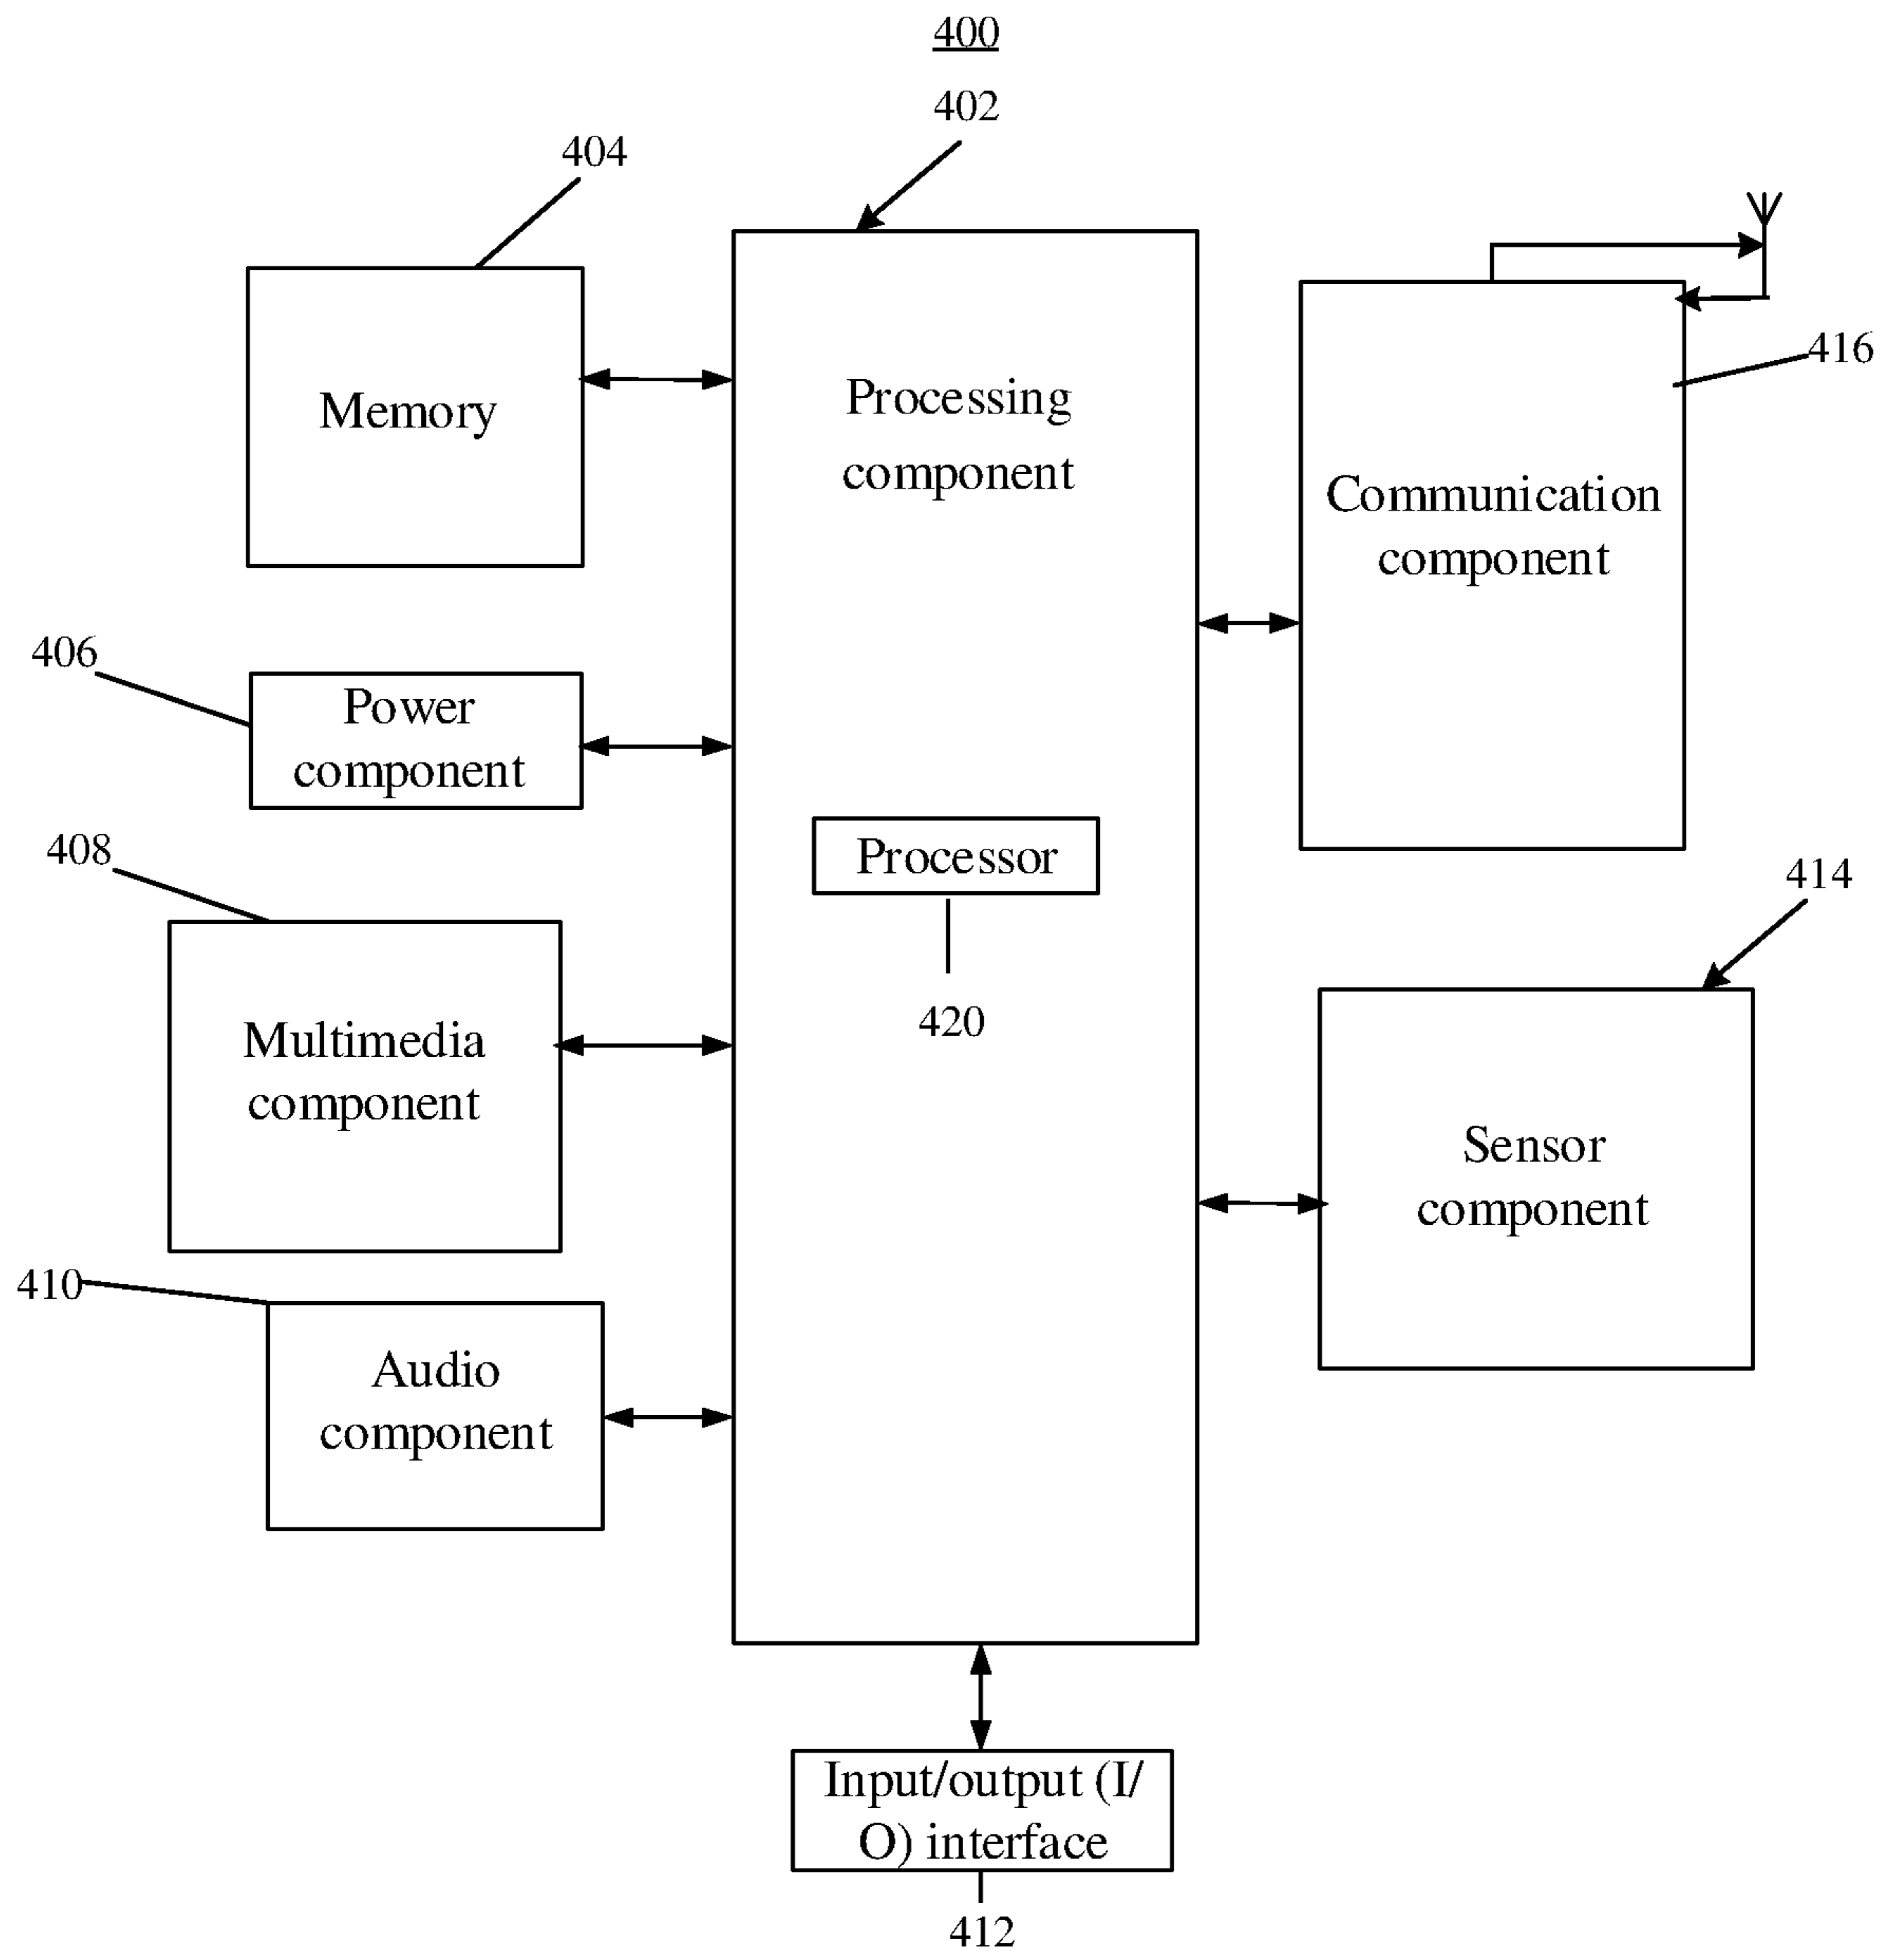 400
402
404
Memory
Processing
component
416
Communication
component
406
Power
component
Processor
420
408
Multimedia
component
414
Sensor
component
410
Audio
component
Input/output (I/
O) interface
412